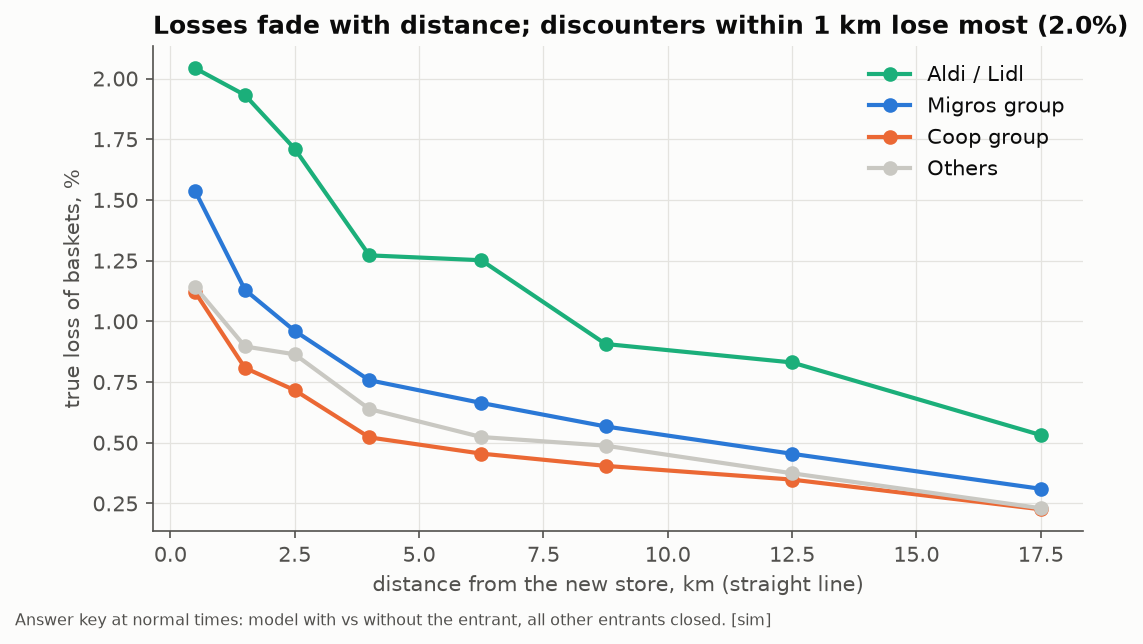 Losses fade with distance; discounters within 1 km lose most (2.0%)
Aldi / Lidl
Migros group
Coop group
Others
true loss of baskets, %
2.00
1.75
1.50
1.25
1.00
0.75
0.50
0.25
0.0 2.5 5.0 7.5 10.0 12.5 15.0 17.5
distance from the new store, km (straight line)
Answer key at normal times: model with vs without the entrant, all other entrants closed. [sim]